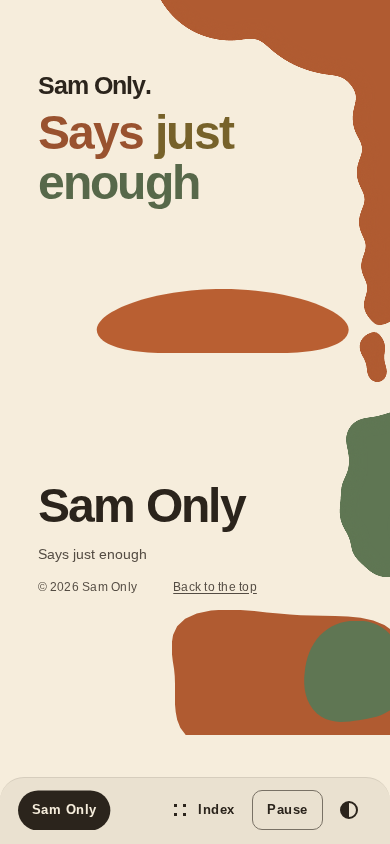 Sam Only.
Says just
enough
Sam Only
Says just enough
© 2026 Sam Only
Back to the top
Sam Only
Index
Pause